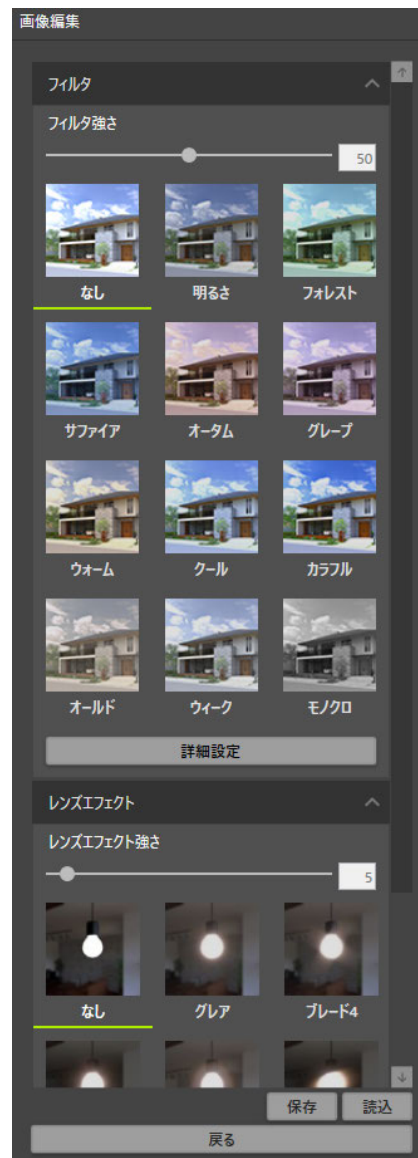 画像編集
フィルタ
フィルタ強さ
50
なし 明るさ フォレスト
サファイア オータム グレープ
ウォーム クール カラフル
オールド ウィーク モノクロ
詳細設定
レンズエフェクト
レンズエフェクト強さ
5
なし グレア ブレード4
保存 読込
戻る